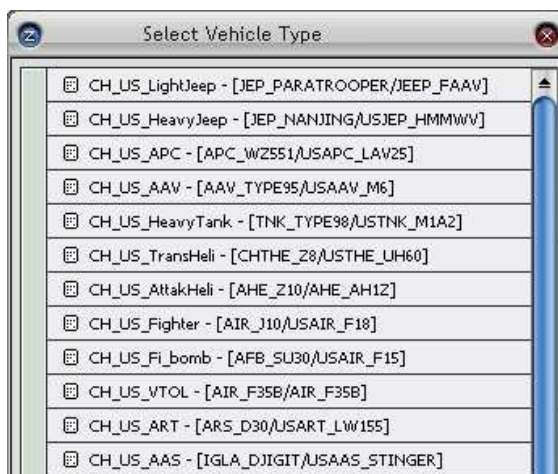 Select Vehicle Type
CH_US_LightJeep - [JEP_PARATROOPER/JEEP_FAAV]
CH_US_HeavyJeep - [JEP_NANJING/USJEP_HMMWV]
CH_US_APC - [APC_WZ551/USAPC_LAV25]
CH_US_AAV - [AAV_TYPE95/USAAV_M6]
CH_US_HeavyTank - [TNK_TYPE98/USTNK_M1A2]
CH_US_TransHeli - [CHTHE_Z8/USTHE_UH60]
CH_US_AttakHeli - [AHE_Z10/AHE_AH1Z]
CH_US_Fighter - [AIR_J10/USAIR_F18]
CH_US_Fi_bomb - [AFB_SU30/USAIR_F15]
CH_US_VTOL - [AIR_F35B/AIR_F35B]
CH_US_ART - [ARS_D30/USART_LW155]
CH_US_AAS - [IGLA_DJIGIT/USAAS_STINGER]